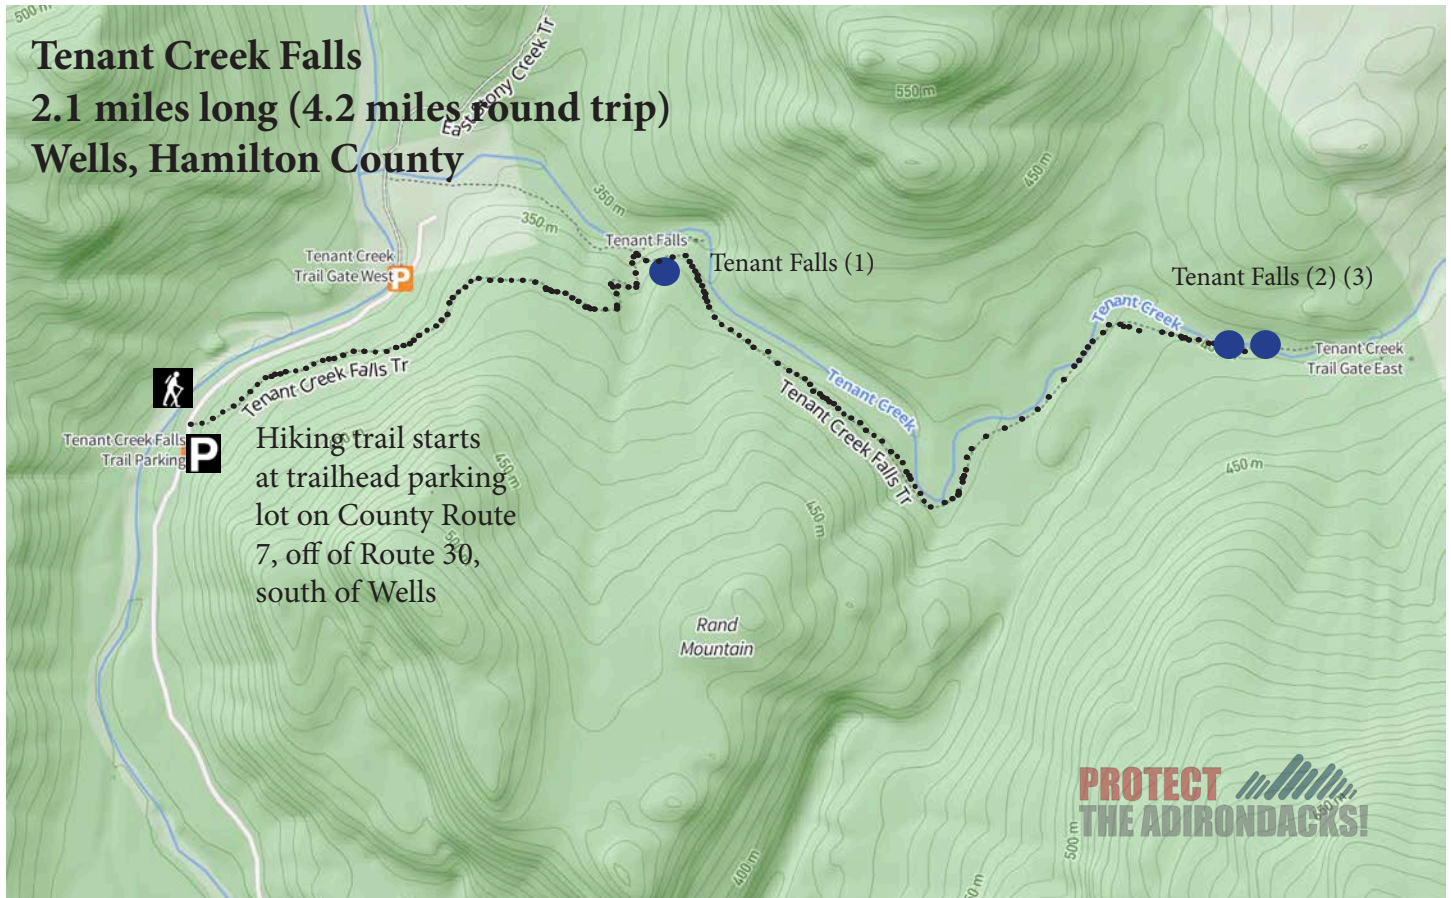 500 m
Tenant Creek Falls
2.1 miles long (4.2 miles round trip)
Wells, Hamilton County
East Stony Creek Tr
550 m
450 m
350 m
350 m
Tenant Falls
Tenant Creek
Trail Gate West
P
Tenant Falls (1)
Tenant Falls (2) (3)
Tenant Creek
Tenant Creek
Trail Gate East
Tenant Creek Falls Tr
Tenant Creek
Tenant Creek Falls Tr
Tenant Creek Falls
Trail Parking
P
Hiking trail starts
at trailhead parking
lot on County Route
7, off of Route 30,
south of Wells
450 m
450 m
450 m
Rand
Mountain
PROTECT
THE ADIRONDACKS!
650 m
500 m
400 m